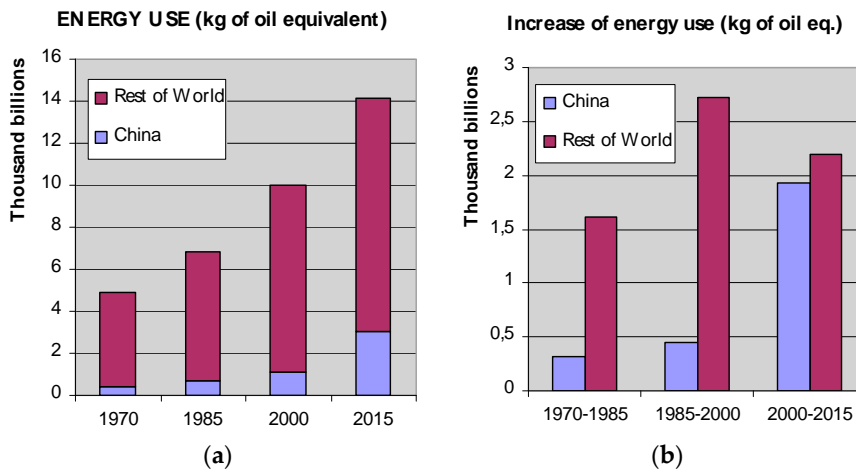 ENERGY USE (kg of oil equivalent)
Thousand billions
16
14
12
10
8
6
4
2
0
Rest of World
China
1970 1985 2000 2015
(a)
Increase of energy use (kg of oil eq.)
Thousand billions
3
2,5
2
1,5
1
0,5
0
China
Rest of World
1970-1985 1985-2000 2000-2015
(b)